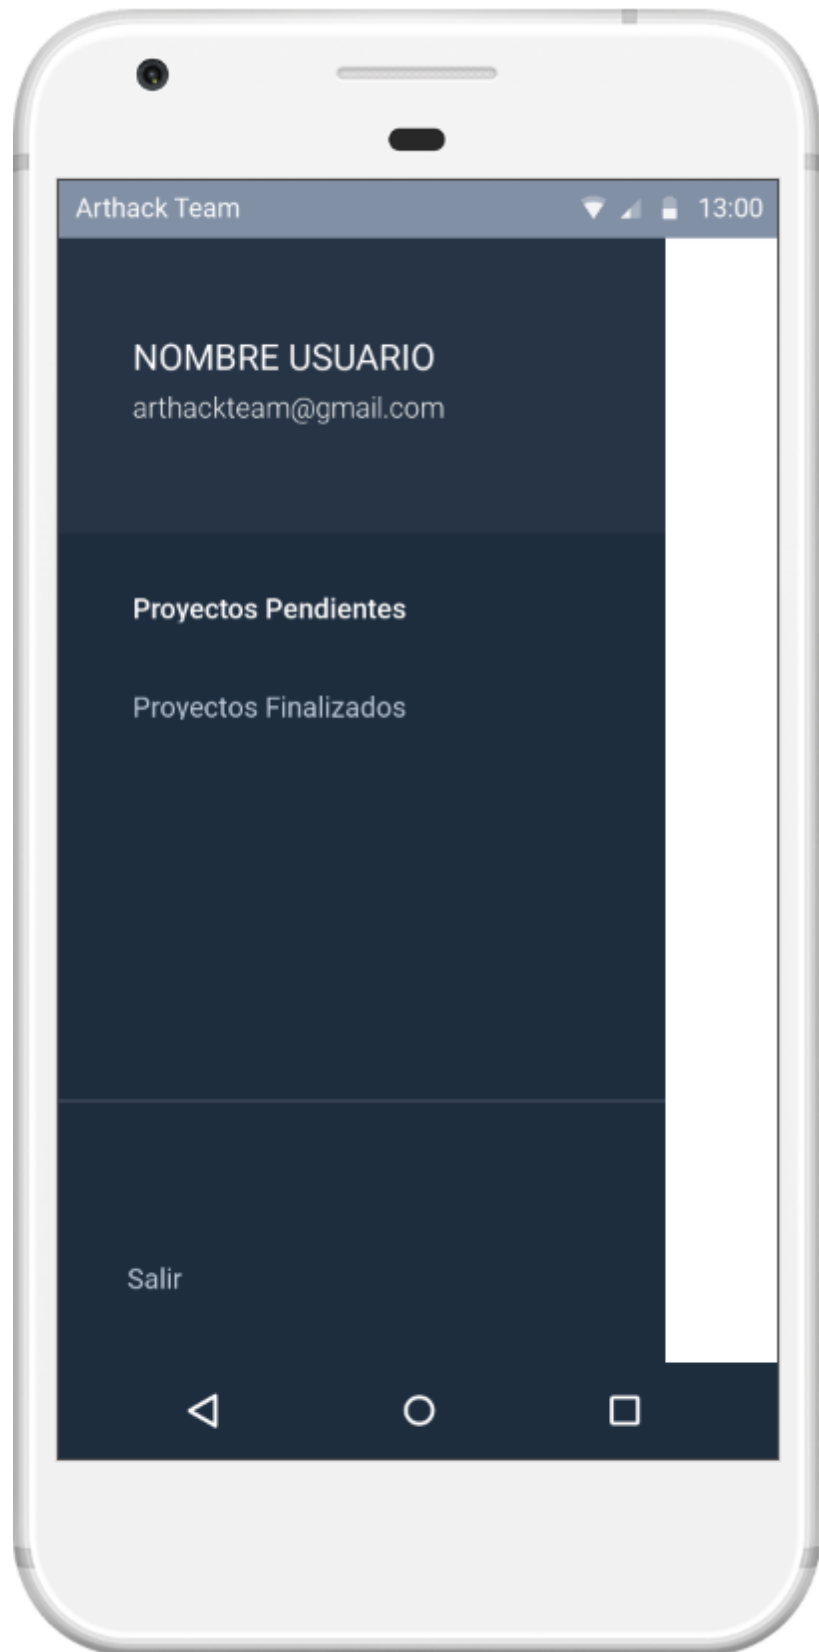 Arthack Team 13:00
NOMBRE USUARIO
arthackteam@gmail.com
Proyectos Pendientes
Proyectos Finalizados
Salir